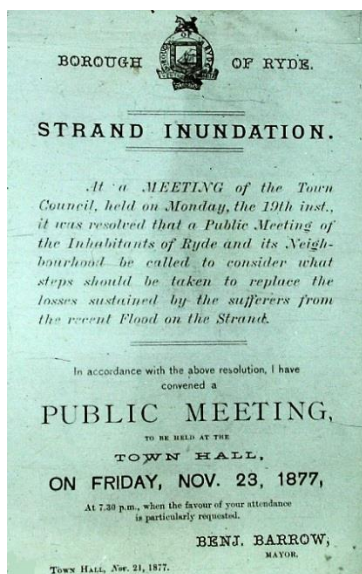 BOROUGH OF RYDE.
STRAND INUNDATION.
At a MEETING of the Town
Council, held on Monday, the 19th inst.,
it was resolved that a Public Meeting of
the Inhabitants of Ryde and its Neigh-
bourhood be called to consider what
steps should be taken to replace the
losses sustained by the sufferers from
the recent Flood on the Strand.
In accordance with the above resolution, I have
convened a
PUBLIC MEETING,
TO BE HELD AT THE
TOWN HALL,
ON FRIDAY, NOV. 23, 1877,
At 7.30 p.m., when the favour of your attendance
is particularly requested.
BENJ. BARROW,
MAYOR.
TOWN HALL, Nov. 21, 1877.